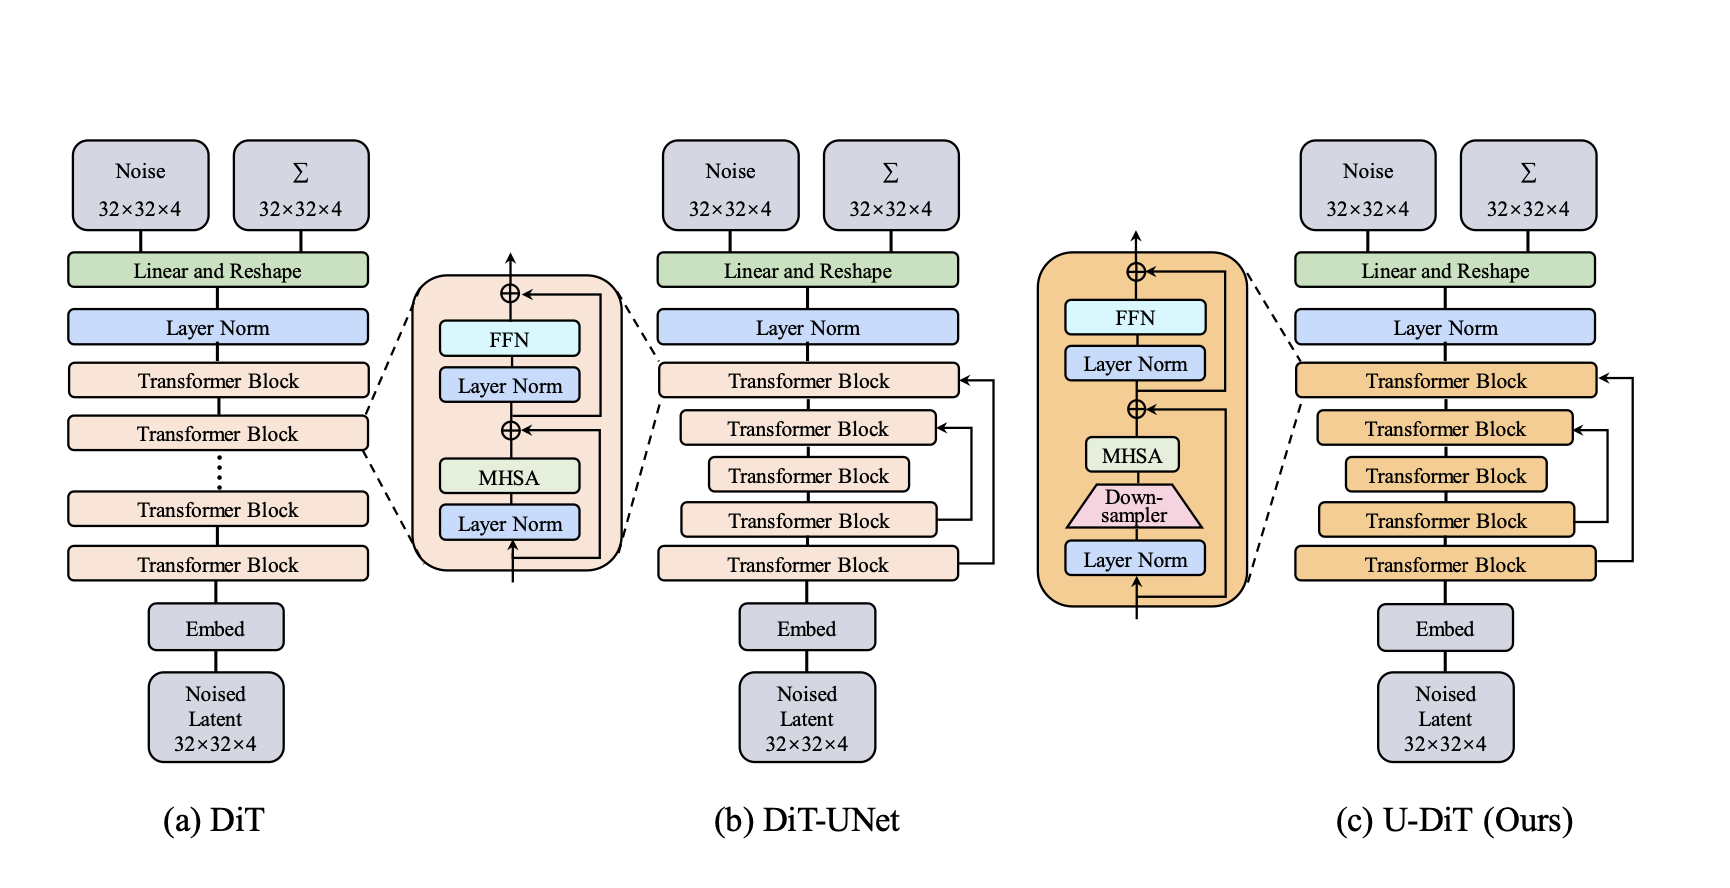 Noise
32×32×4
∑
32×32×4
Linear and Reshape
Layer Norm
Transformer Block
Transformer Block
Transformer Block
Transformer Block
Embed
Noised
Latent
32×32×4
(a) DiT
FFN
Layer Norm
MHSA
Layer Norm
Noise
32×32×4
∑
32×32×4
Linear and Reshape
Layer Norm
Transformer Block
Transformer Block
Transformer Block
Transformer Block
Transformer Block
Embed
Noised
Latent
32×32×4
(b) DiT-UNet
FFN
Layer Norm
MHSA
Down-
sampler
Layer Norm
Noise
32×32×4
∑
32×32×4
Linear and Reshape
Layer Norm
Transformer Block
Transformer Block
Transformer Block
Transformer Block
Transformer Block
Embed
Noised
Latent
32×32×4
(c) U-DiT (Ours)